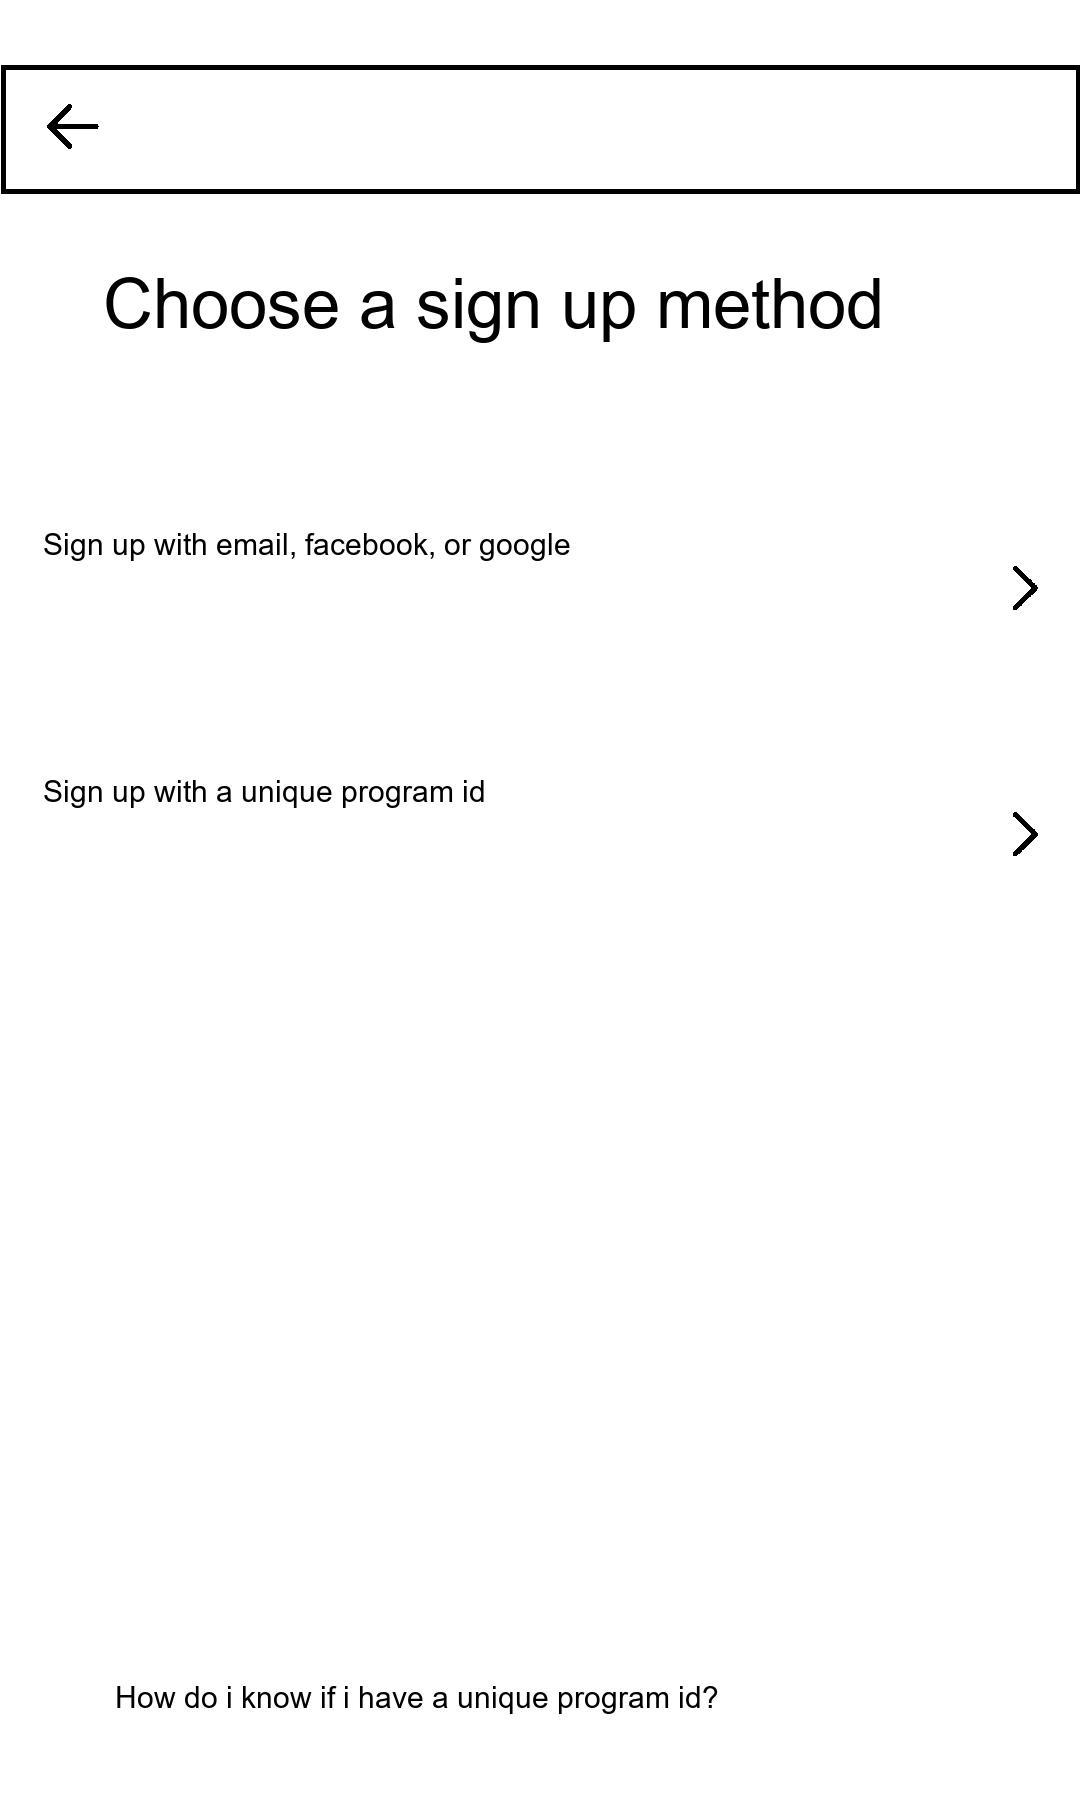 Choose a sign up method
Sign up with email, facebook, or google
Sign up with a unique program id
How do i know if i have a unique program id?